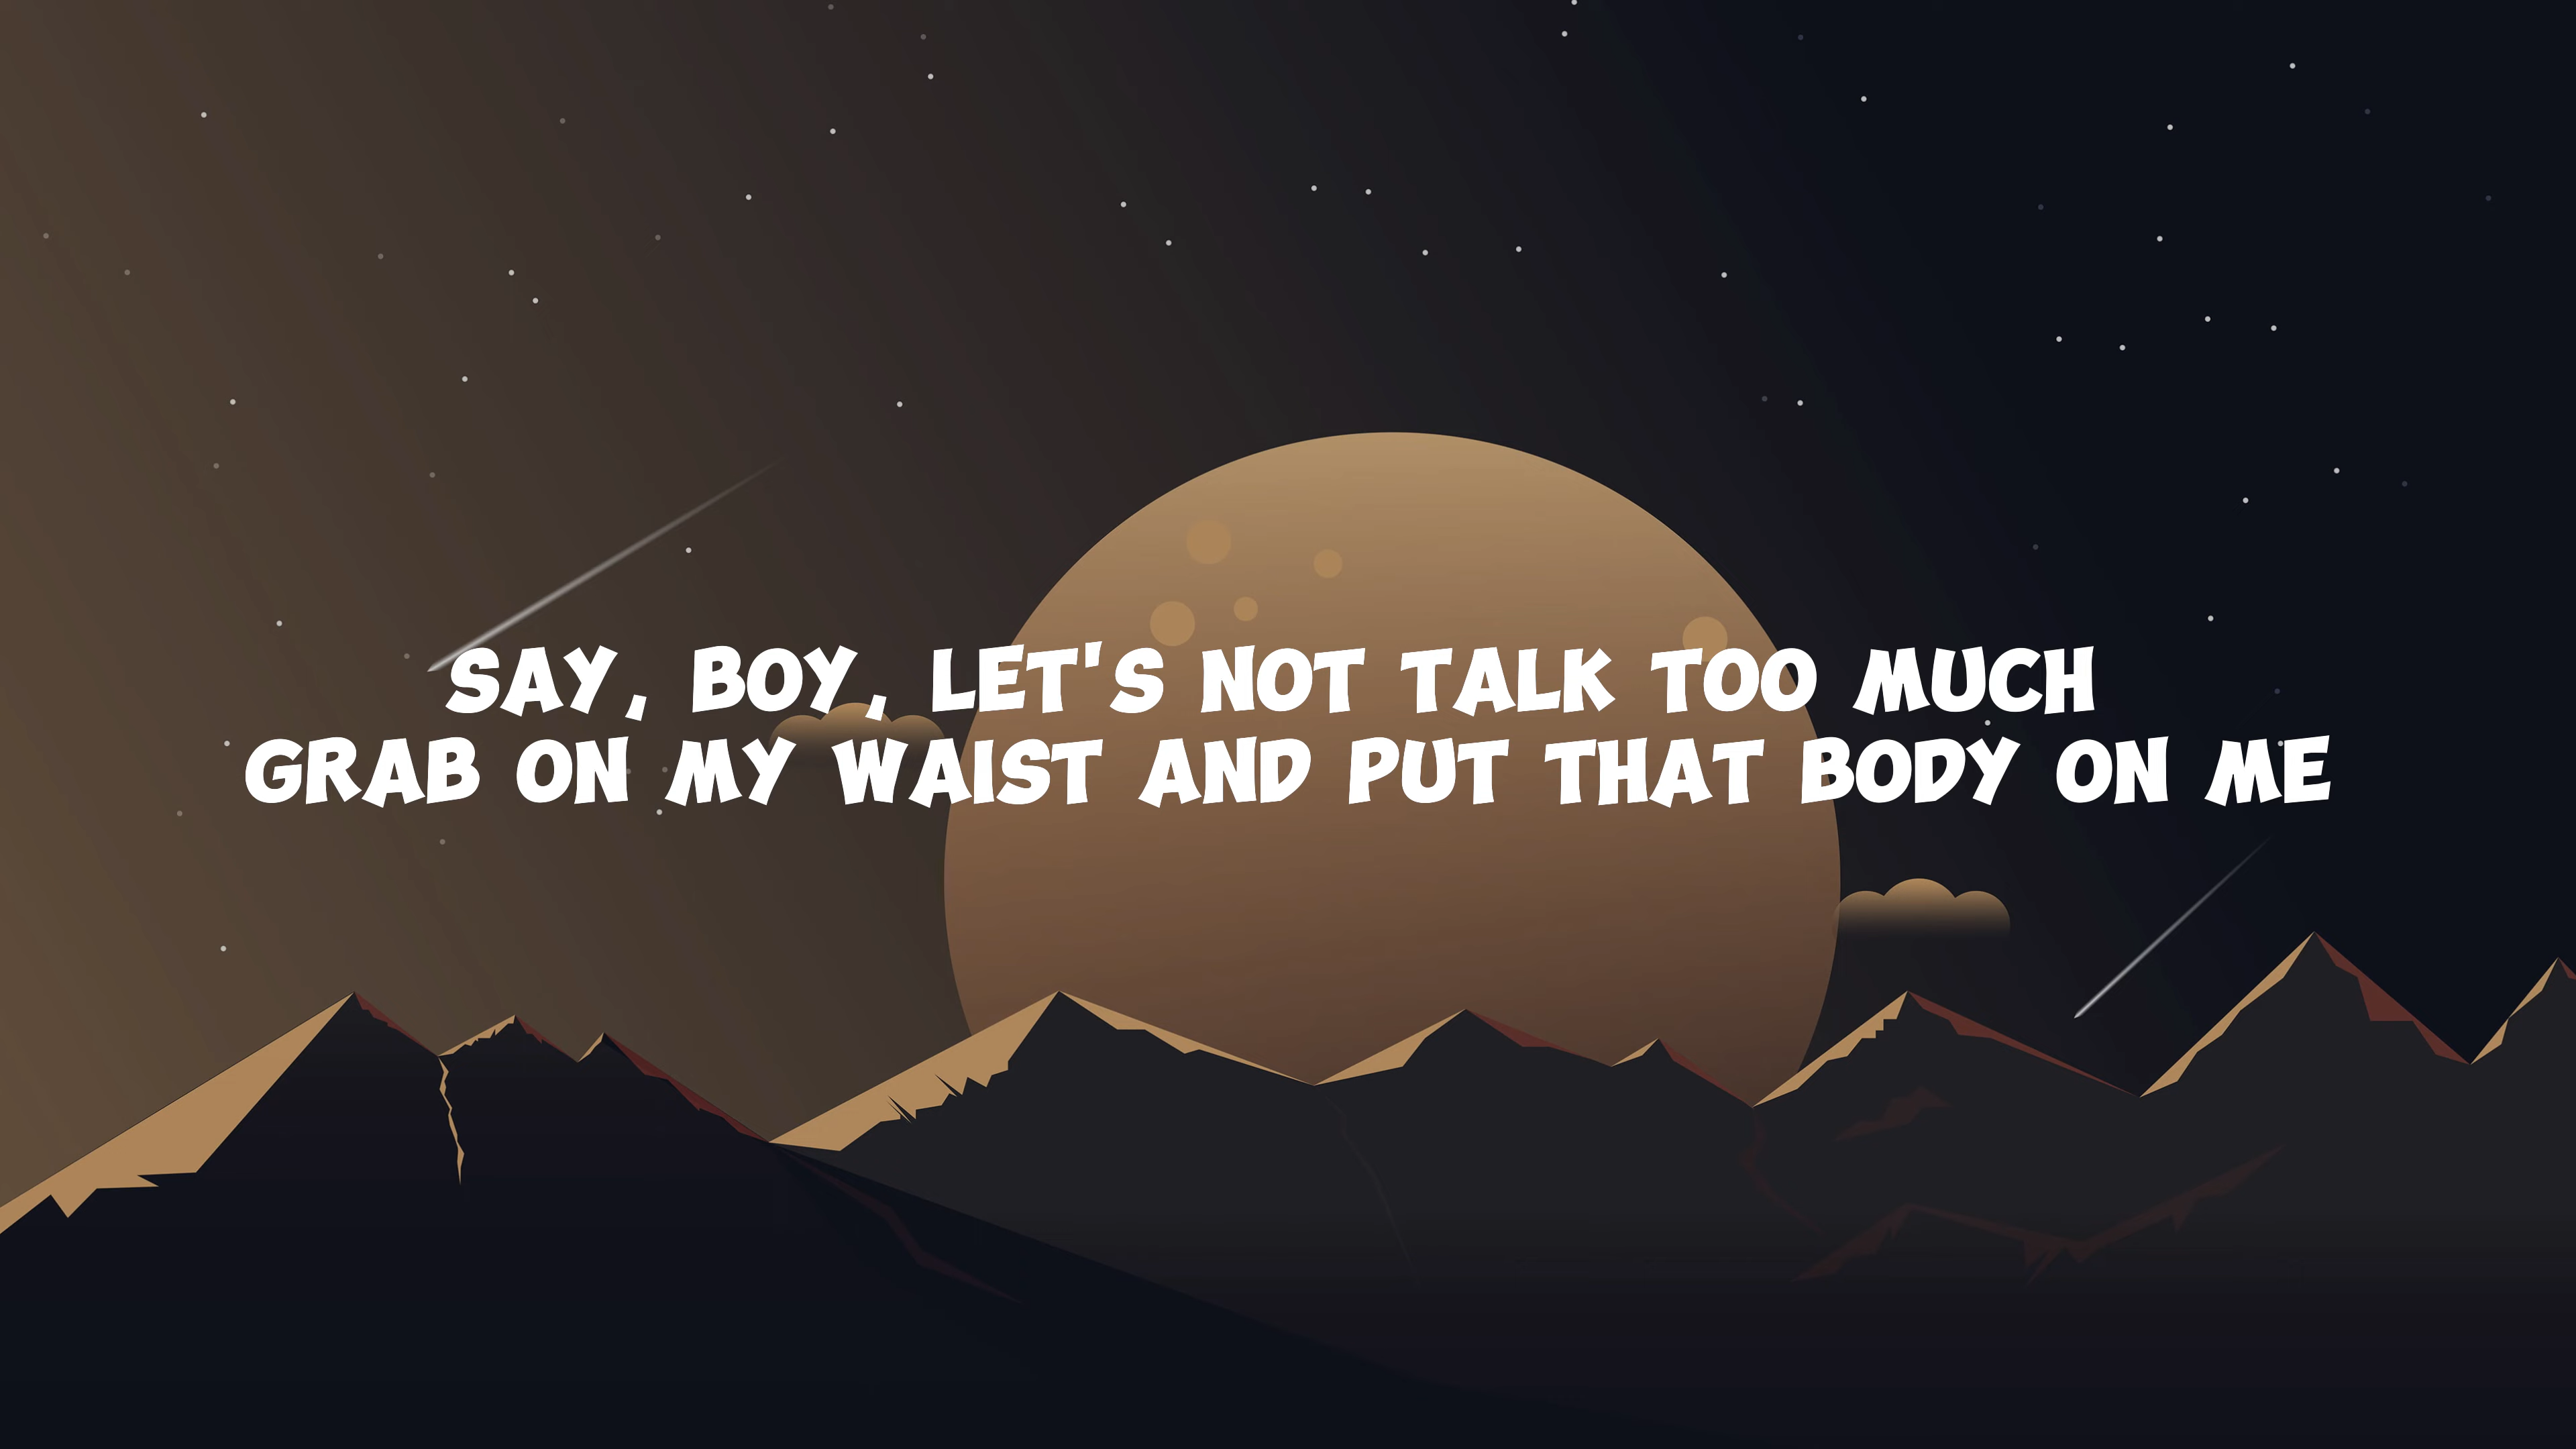 SAY, BOY, LET'S NOT TALK TOO MUCH
GRAB ON MY WAIST AND PUT THAT BODY ON ME